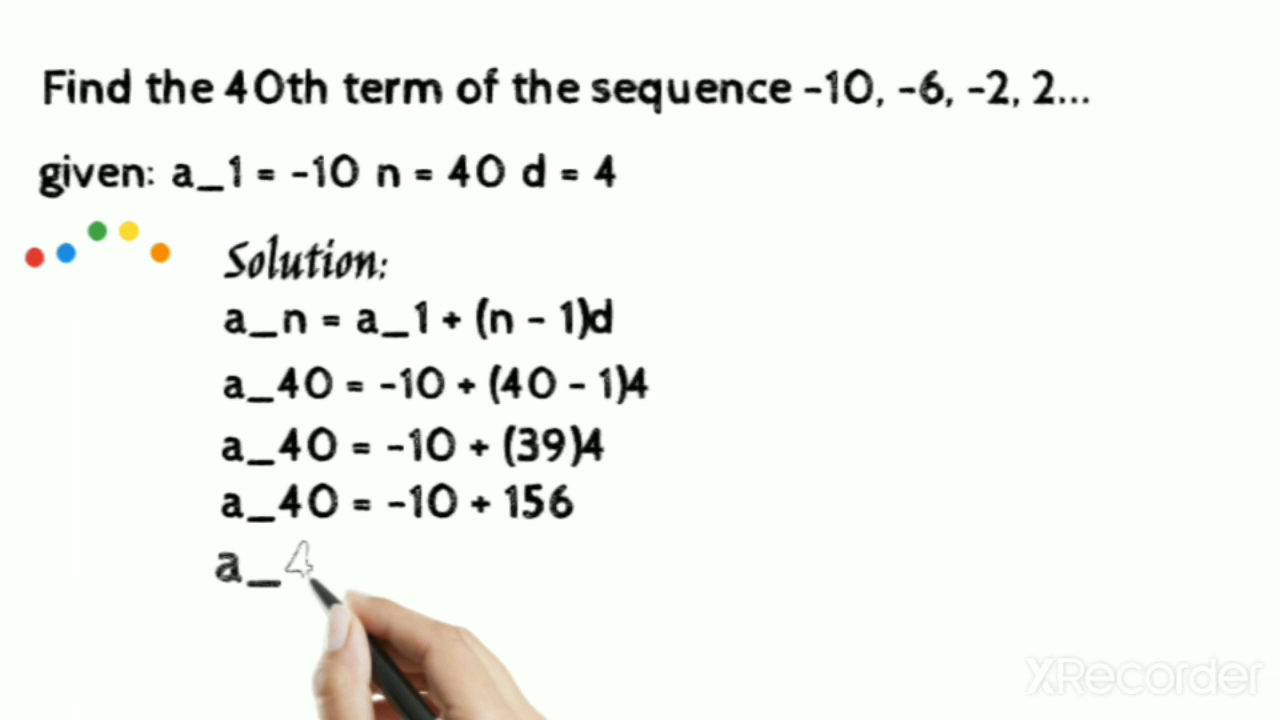 Find the 40th term of the sequence -10, -6, -2, 2...
given: a_1 = -10 n = 40 d = 4
Solution:
a_n = a_1 + (n - 1)d
a_40 = -10 + (40 - 1)4
a_40 = -10 + (39)4
a_40 = -10 + 156
a_4
XRecorder